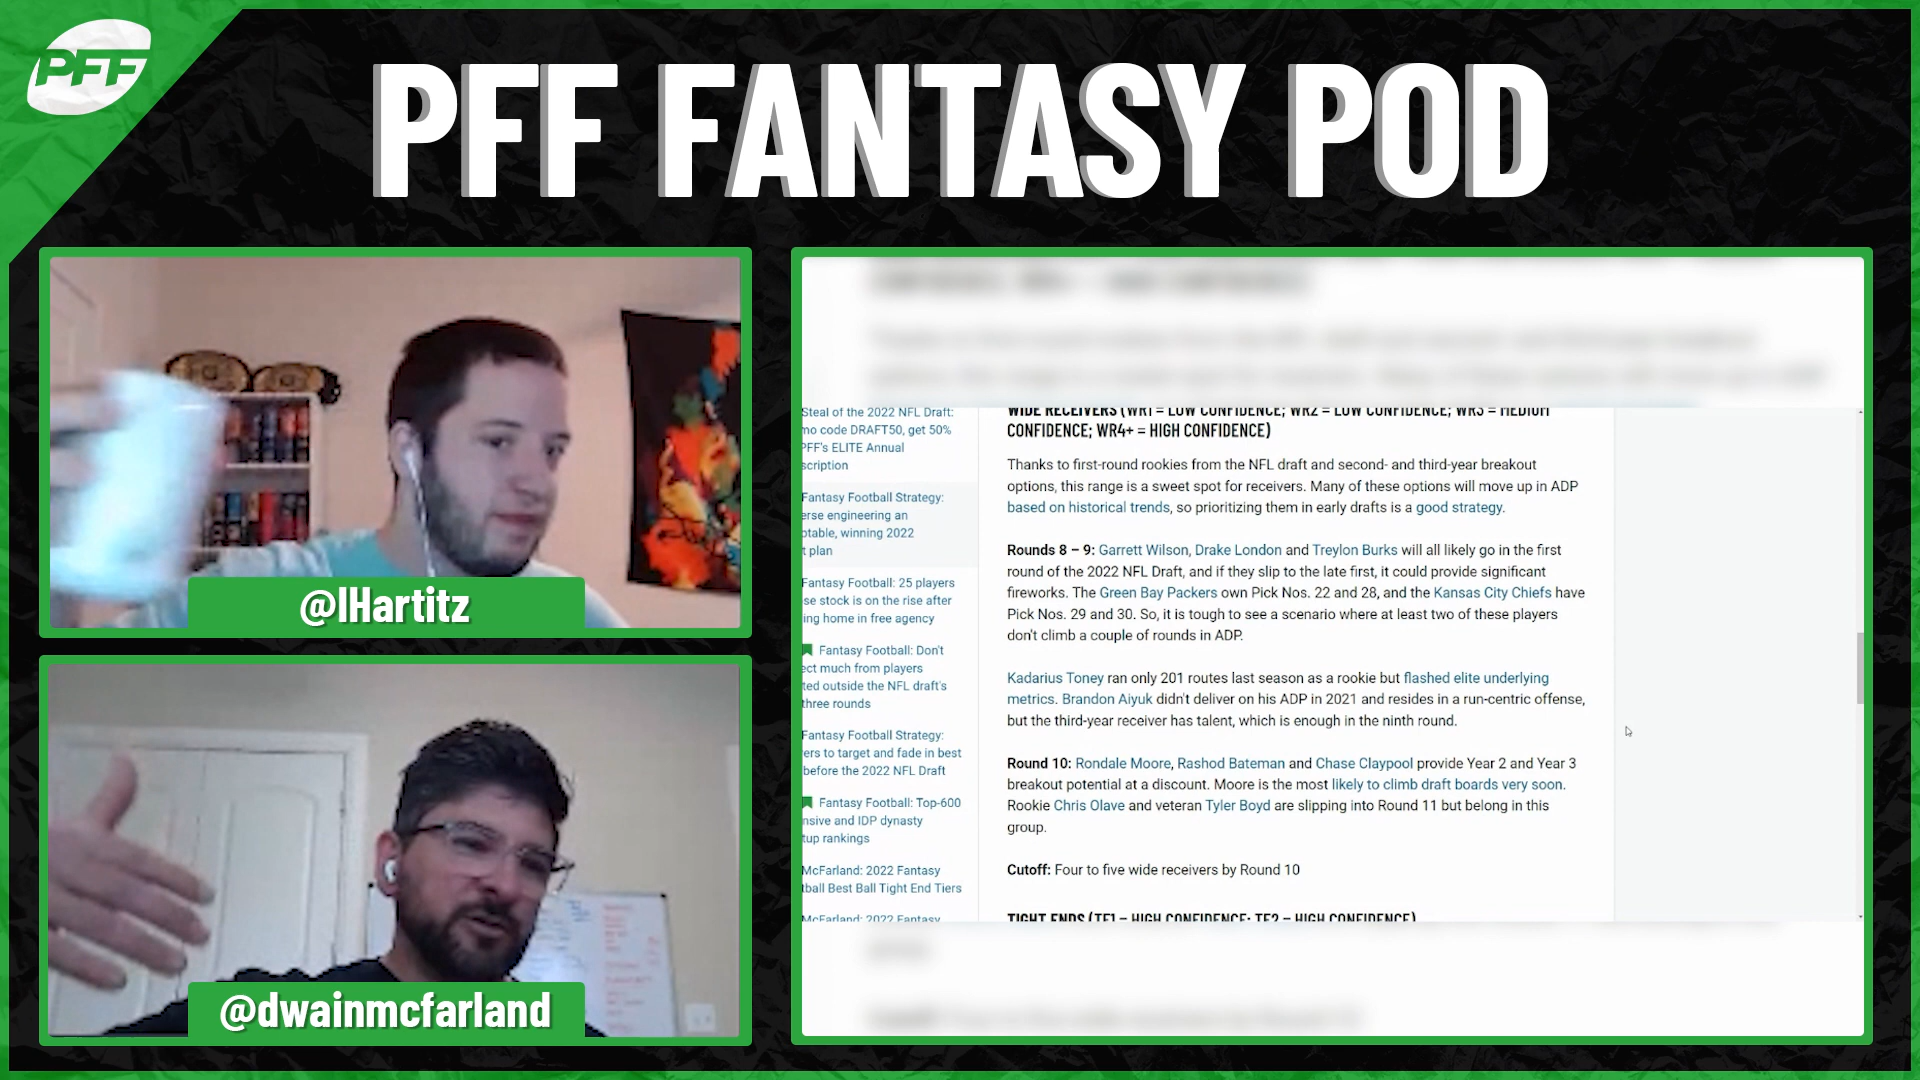 PFF
PFF FANTASY POD
@IHartitz
@dwainmcfarland
Steal of the 2022 NFL Draft:
mo code DRAFT50, get 50%
PFF's ELITE Annual
scription
Fantasy Football Strategy:
erse engineering an
ptable, winning 2022
t plan
Fantasy Football: 25 players
se stock is on the rise after
ing home in free agency
Fantasy Football: Don't
ect much from players
ted outside the NFL draft's
three rounds
Fantasy Football Strategy:
ers to target and fade in best
before the 2022 NFL Draft
Fantasy Football: Top-600
nsive and IDP dynasty
tup rankings
McFarland: 2022 Fantasy
tball Best Ball Tight End Tiers
McFarland: 2022 Fantasy
WIDE RECEIVERS (WR1 = LOW CONFIDENCE; WR2 = LOW CONFIDENCE; WR3 = MEDIUM
CONFIDENCE; WR4+ = HIGH CONFIDENCE)
Thanks to first-round rookies from the NFL draft and second- and third-year breakout
options, this range is a sweet spot for receivers. Many of these options will move up in ADP
based on historical trends, so prioritizing them in early drafts is a good strategy.
Rounds 8 – 9: Garrett Wilson, Drake London and Treylon Burks will all likely go in the first
round of the 2022 NFL Draft, and if they slip to the late first, it could provide significant
fireworks. The Green Bay Packers own Pick Nos. 22 and 28, and the Kansas City Chiefs have
Pick Nos. 29 and 30. So, it is tough to see a scenario where at least two of these players
don't climb a couple of rounds in ADP.
Kadarius Toney ran only 201 routes last season as a rookie but flashed elite underlying
metrics. Brandon Aiyuk didn't deliver on his ADP in 2021 and resides in a run-centric offense,
but the third-year receiver has talent, which is enough in the ninth round.
Round 10: Rondale Moore, Rashod Bateman and Chase Claypool provide Year 2 and Year 3
breakout potential at a discount. Moore is the most likely to climb draft boards very soon.
Rookie Chris Olave and veteran Tyler Boyd are slipping into Round 11 but belong in this
group.
Cutoff: Four to five wide receivers by Round 10
TIGHT ENDS (TE1 = HIGH CONFIDENCE; TE2 = HIGH CONFIDENCE)